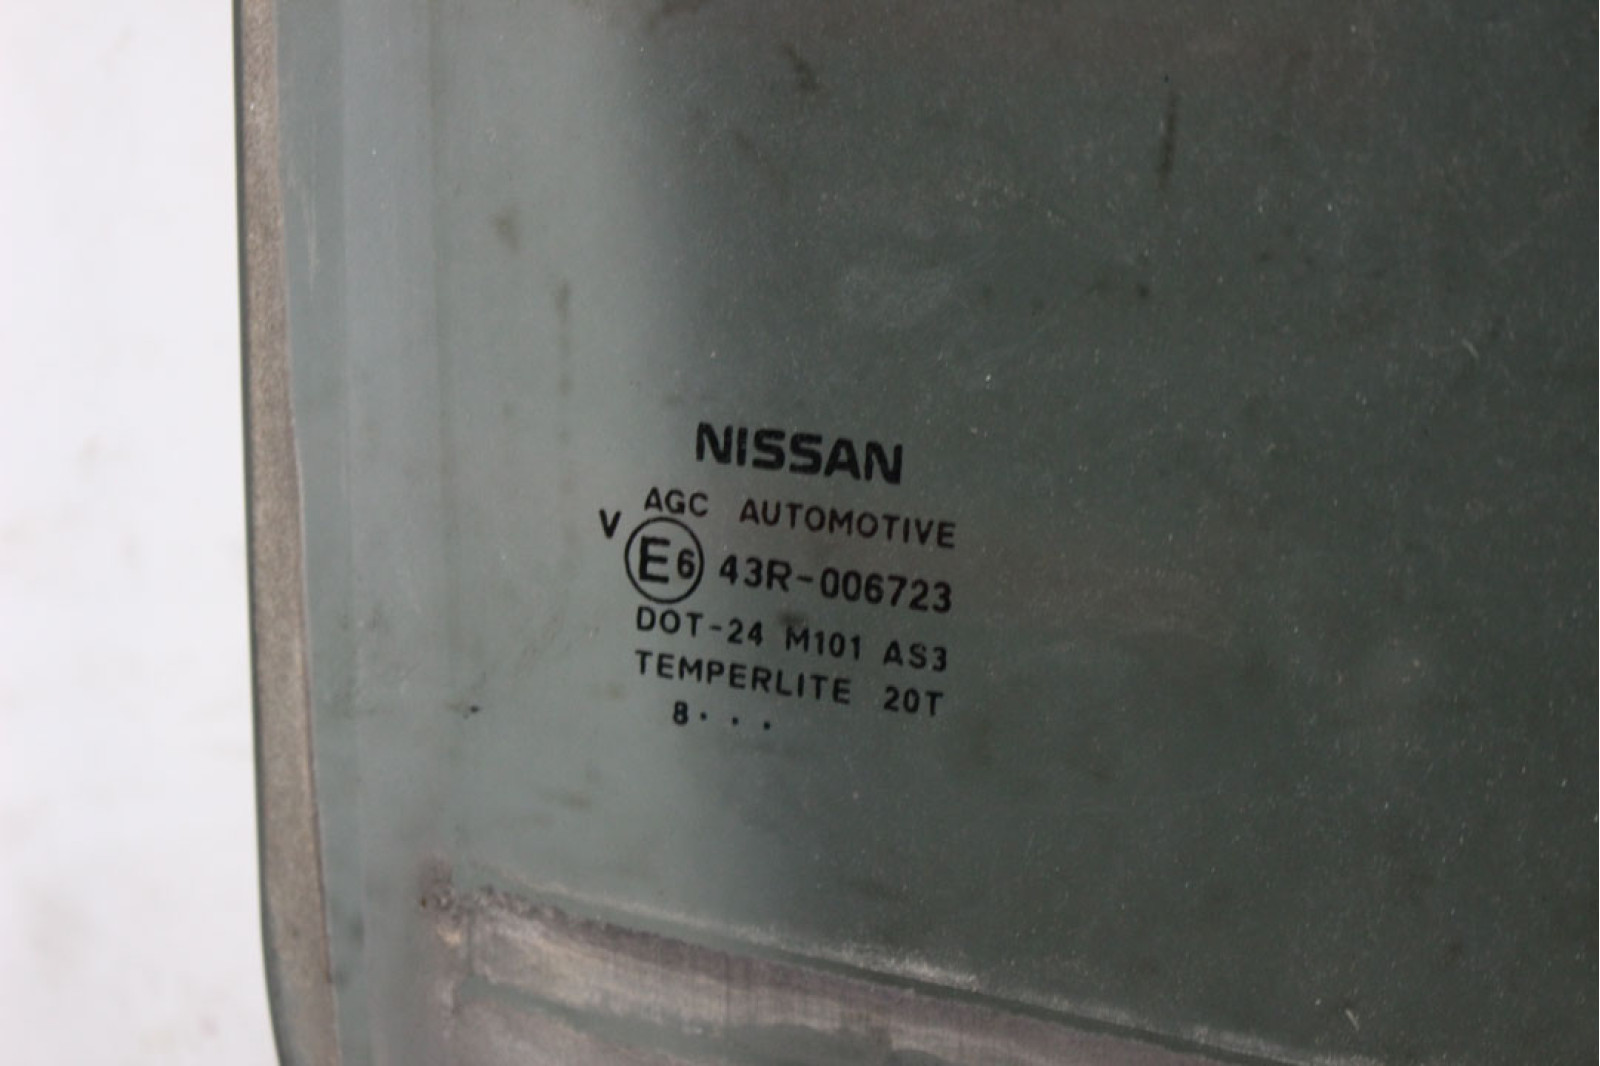 NISSAN
AGC AUTOMOTIVE
V E6 43R-006723
DOT-24 M101 AS3
TEMPERLITE 20T
8 · · ·